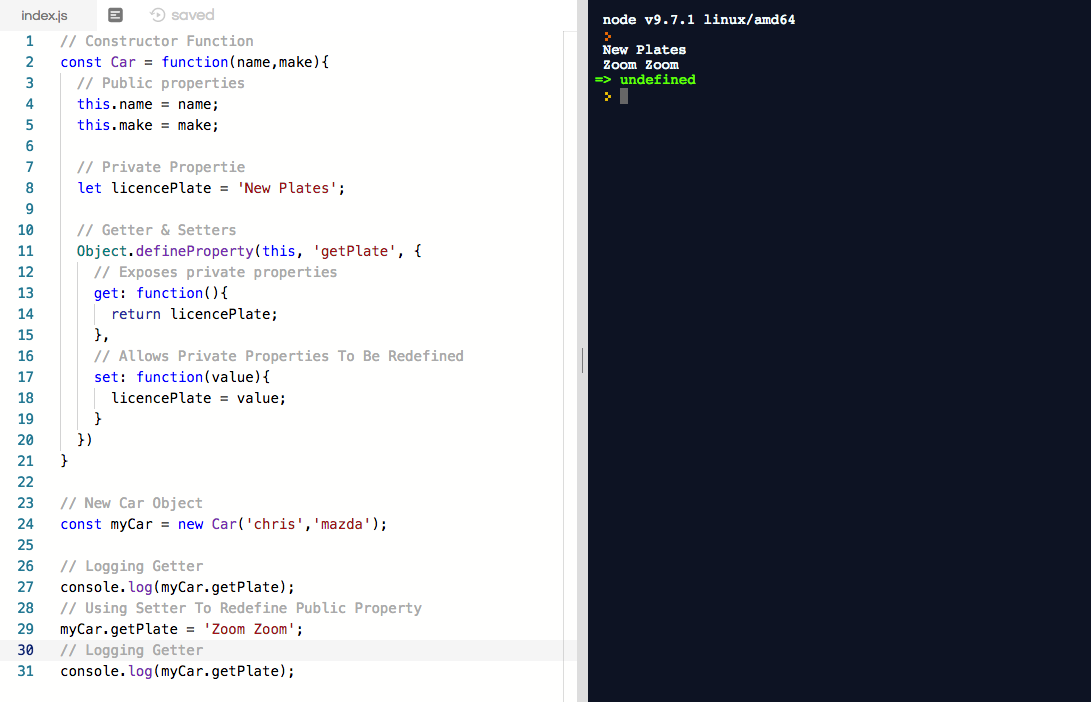 index.js saved
1 // Constructor Function
2 const Car = function(name,make){
3 // Public properties
4 this.name = name;
5 this.make = make;
6
7 // Private Propertie
8 let licencePlate = 'New Plates';
9
10 // Getter & Setters
11 Object.defineProperty(this, 'getPlate', {
12 // Exposes private properties
13 get: function(){
14 return licencePlate;
15 },
16 // Allows Private Properties To Be Redefined
17 set: function(value){
18 licencePlate = value;
19 }
20 })
21 }
22
23 // New Car Object
24 const myCar = new Car('chris','mazda');
25
26 // Logging Getter
27 console.log(myCar.getPlate);
28 // Using Setter To Redefine Public Property
29 myCar.getPlate = 'Zoom Zoom';
30 // Logging Getter
31 console.log(myCar.getPlate);
node v9.7.1 linux/amd64
New Plates
Zoom Zoom
=> undefined